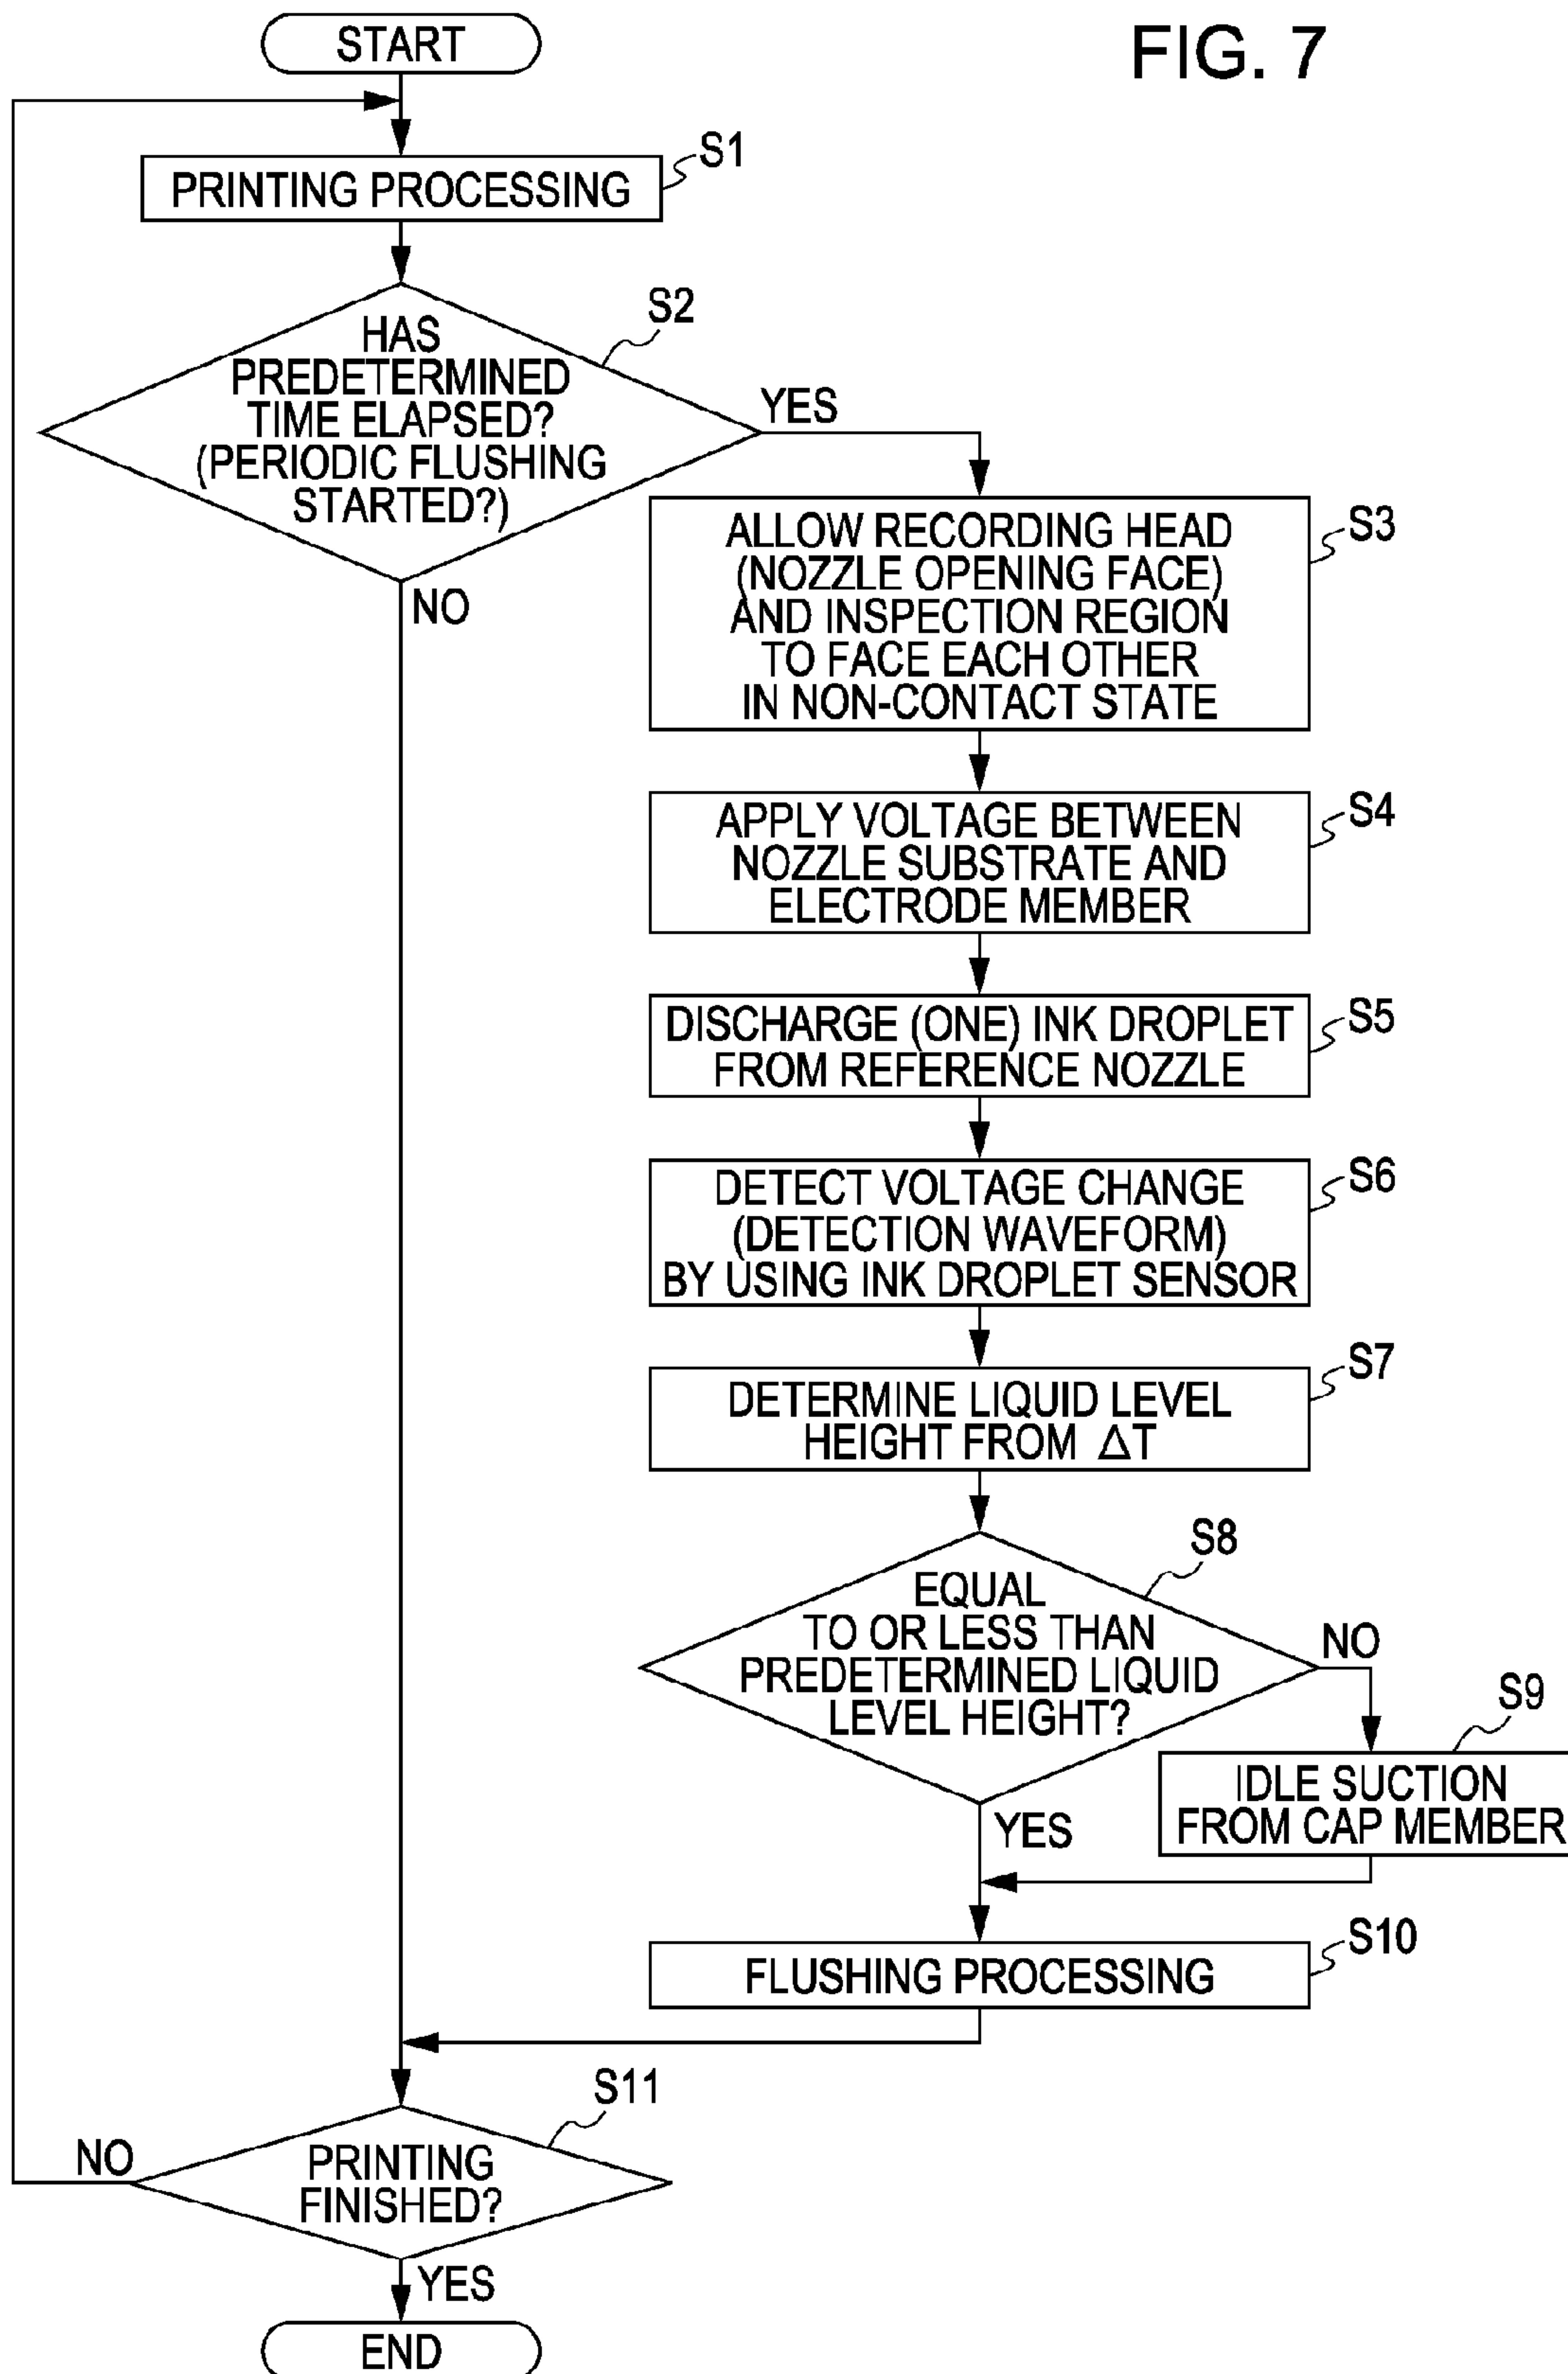 FIG. 7
START
S1
PRINTING PROCESSING
S2
HAS
PREDETERMINED
TIME ELAPSED?
(PERIODIC FLUSHING
STARTED?)
YES
NO
S3
ALLOW RECORDING HEAD
(NOZZLE OPENING FACE)
AND INSPECTION REGION
TO FACE EACH OTHER
IN NON-CONTACT STATE
S4
APPLY VOLTAGE BETWEEN
NOZZLE SUBSTRATE AND
ELECTRODE MEMBER
S5
DISCHARGE (ONE) INK DROPLET
FROM REFERENCE NOZZLE
S6
DETECT VOLTAGE CHANGE
(DETECTION WAVEFORM)
BY USING INK DROPLET SENSOR
S7
DETERMINE LIQUID LEVEL
HEIGHT FROM ΔT
S8
EQUAL
TO OR LESS THAN
PREDETERMINED LIQUID
LEVEL HEIGHT?
NO
S9
IDLE SUCTION
FROM CAP MEMBER
YES
S10
FLUSHING PROCESSING
S11
PRINTING
FINISHED?
NO
YES
END